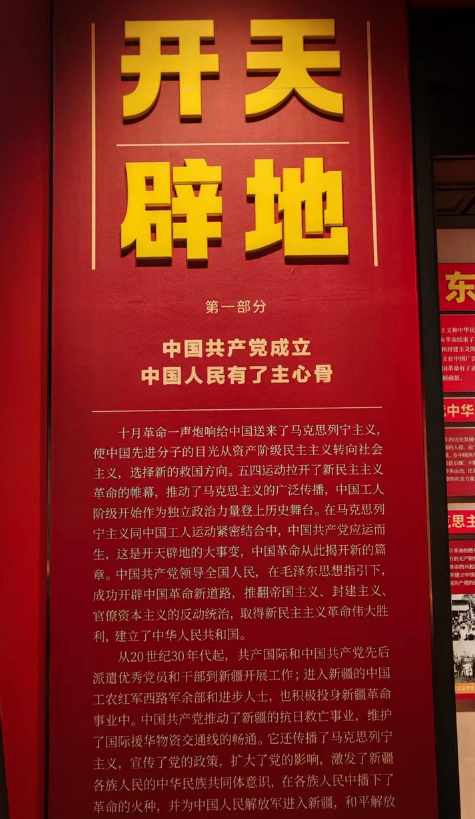 开天
辟地
第一部分
中国共产党成立
中国人民有了主心骨
十月革命一声炮响给中国送来了马克思列宁主义，
使中国先进分子的目光从资产阶级民主主义转向社会
主义，选择新的救国方向。五四运动拉开了新民主主义
革命的帷幕，推动了马克思主义的广泛传播，中国工人
阶级开始作为独立政治力量登上历史舞台。在马克思列
宁主义同中国工人运动紧密结合中，中国共产党应运而
生，这是开天辟地的大事变，中国革命从此揭开新的篇
章。中国共产党领导全国人民，在毛泽东思想指引下，
成功开辟中国革命新道路，推翻帝国主义、封建主义、
官僚资本主义的反动统治，取得新民主主义革命伟大胜
利，建立了中华人民共和国。
从20世纪30年代起，共产国际和中国共产党先后
派遣优秀党员和干部到新疆开展工作；进入新疆的中国
工农红军西路军余部和进步人士，也积极投身新疆革命
事业中。中国共产党推动了新疆的抗日救亡事业，维护
了国际援华物资交通线的畅通。它还传播了马克思列宁
主义，宣传了党的政策，扩大了党的影响，激发了新疆
各族人民的中华民族共同体意识，在各族人民中播下了
革命的火种，并为中国人民解放军进入新疆，和平解放
东
中华
思主